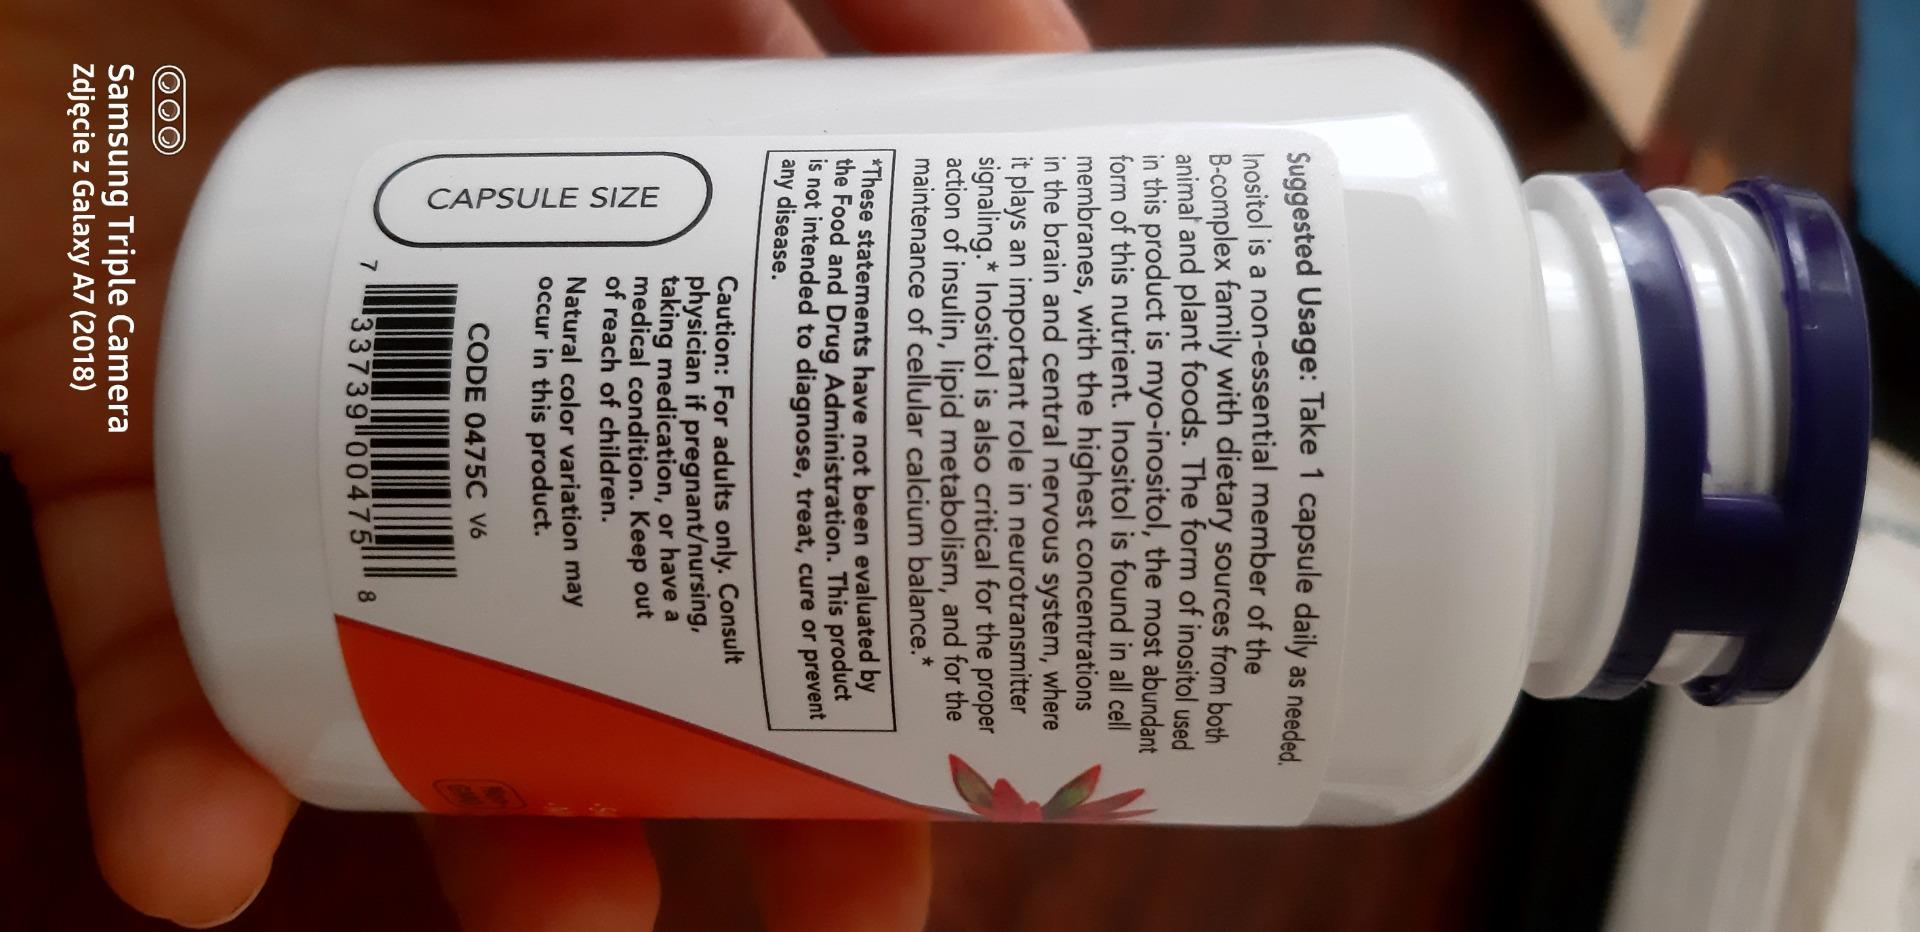 Suggested Usage: Take 1 capsule daily as needed.
Inositol is a non-essential member of the
B-complex family with dietary sources from both
animal and plant foods. The form of inositol used
in this product is myo-inositol, the most abundant
form of this nutrient. Inositol is found in all cell
membranes, with the highest concentrations
in the brain and central nervous system, where
it plays an important role in neurotransmitter
signaling.* Inositol is also critical for the proper
action of insulin, lipid metabolism, and for the
maintenance of cellular calcium balance.*
*These statements have not been evaluated by
the Food and Drug Administration. This product
is not intended to diagnose, treat, cure or prevent
any disease.
CAPSULE SIZE
Caution: For adults only. Consult
physician if pregnant/nursing,
taking medication, or have a
medical condition. Keep out
of reach of children.
Natural color variation may
occur in this product.
CODE 0475C V6
7 33739 00475 8
NON
GMO
Samsung Triple Camera
Zdjęcie z Galaxy A7 (2018)